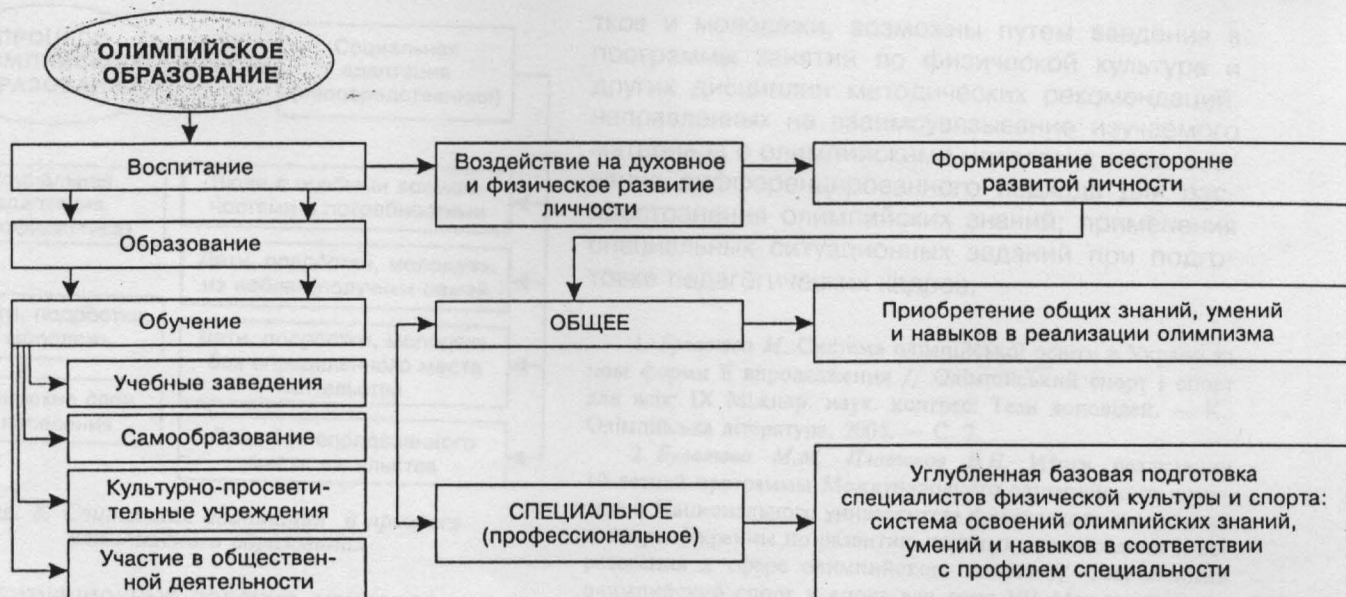 ОЛИМПИЙСКОЕ
ОБРАЗОВАНИЕ
Воспитание
Воздействие на духовное
и физическое развитие
личности
Формирование всесторонне
развитой личности
Образование
Обучение
ОБЩЕЕ
Приобретение общих знаний, умений
и навыков в реализации олимпизма
Учебные заведения
Самообразование
Культурно-просвети-
тельные учреждения
Участие в обществен-
ной деятельности
СПЕЦИАЛЬНОЕ
(профессиональное)
Углубленная базовая подготовка
специалистов физической культуры и спорта:
система освоений олимпийских знаний,
умений и навыков в соответствии
с профилем специальности